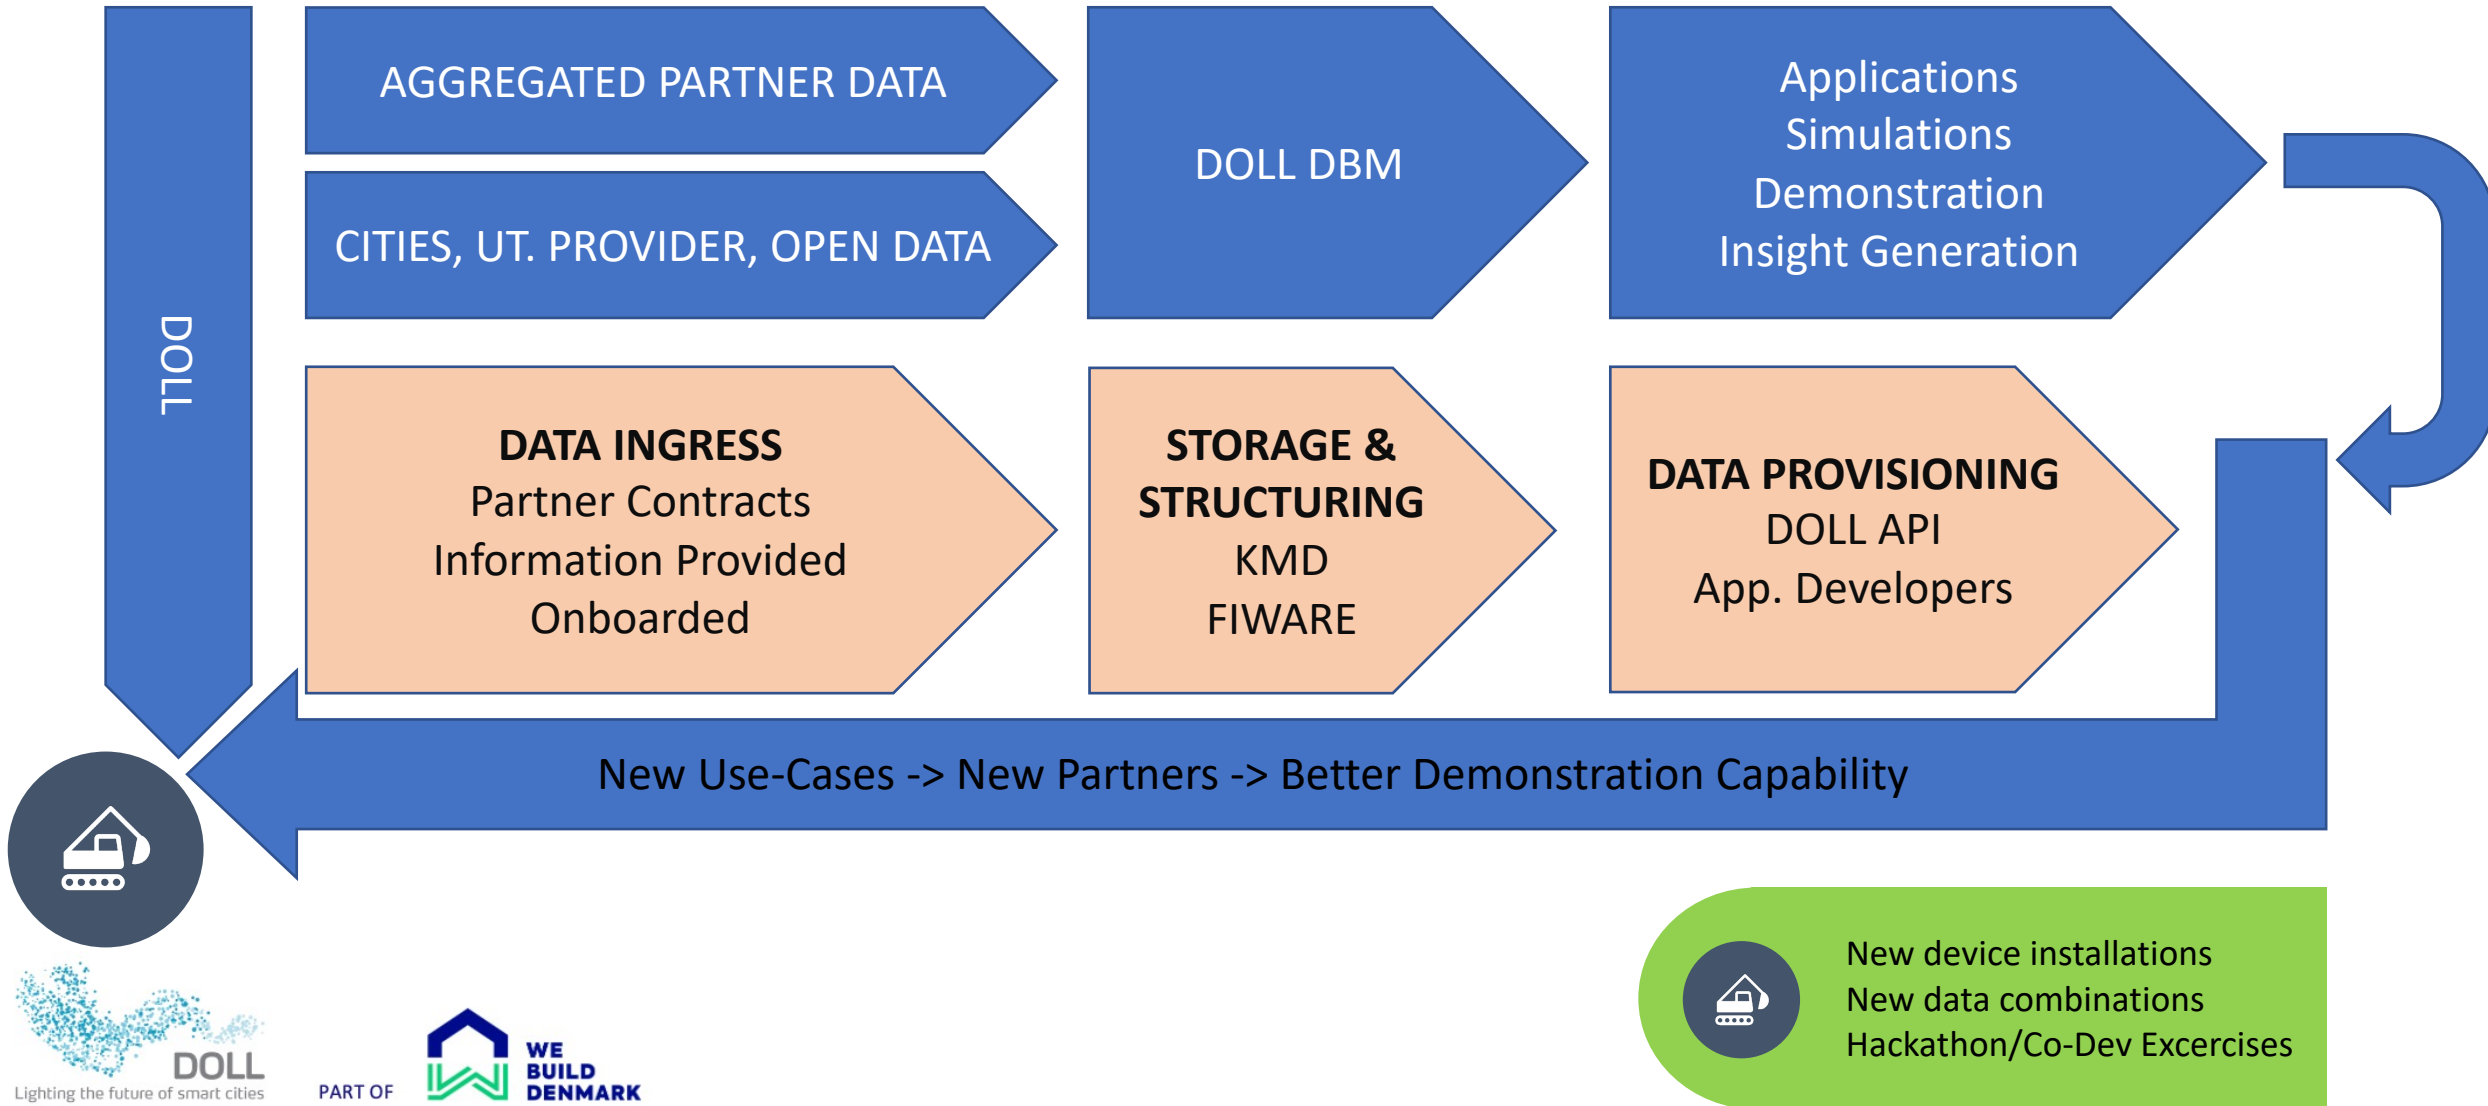 DOLL
AGGREGATED PARTNER DATA
CITIES, UT. PROVIDER, OPEN DATA
DOLL DBM
Applications
Simulations
Demonstration
Insight Generation
DATA INGRESS
Partner Contracts
Information Provided
Onboarded
STORAGE &
STRUCTURING
KMD
FIWARE
DATA PROVISIONING
DOLL API
App. Developers
New Use-Cases -> New Partners -> Better Demonstration Capability
New device installations
New data combinations
Hackathon/Co-Dev Excercises
DOLL
Lighting the future of smart cities
PART OF
WE
BUILD
DENMARK